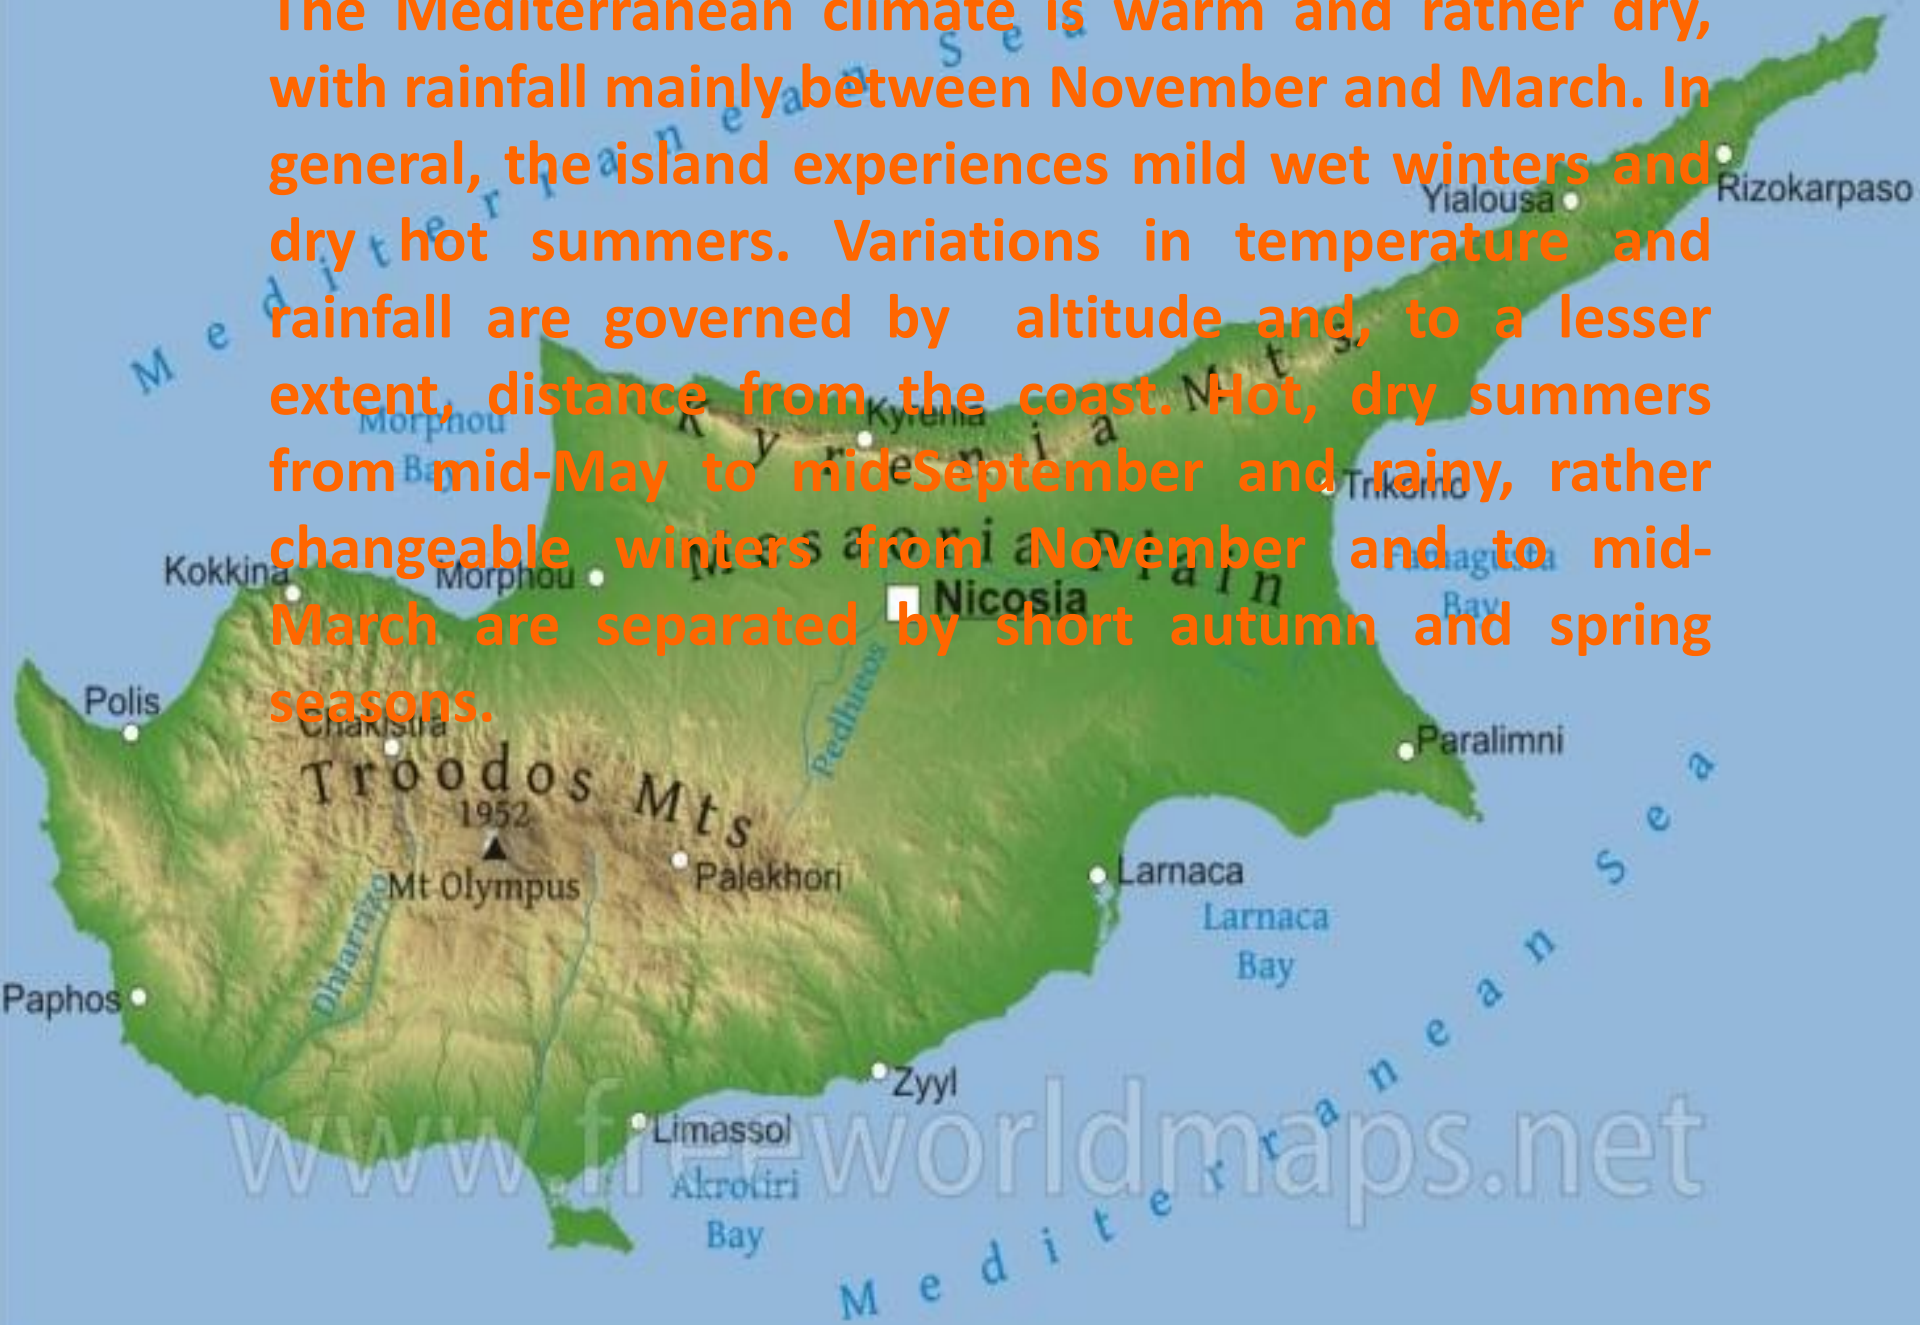 The Mediterranean climate is warm and rather dry,
with rainfall mainly between November and March. In
general, the island experiences mild wet winters and
dry hot summers. Variations in temperature and
rainfall are governed by altitude and, to a lesser
extent, distance from the coast. Hot, dry summers
from mid-May to mid-September and rainy, rather
changeable winters from November and to mid-
March are separated by short autumn and spring
seasons.
Mediterranean Sea
Rizokarpaso
Yialousa
Morphou
Bay
Kyrenia
Kyrenia Mts.
Trikomo
Mesaoria Plain
Famagusta
Bay
Kokkina
Morphou
Nicosia
Pedhieos
Polis
Chakistra
Paralimni
Troodos Mts
1952
Mt Olympus
Palekhori
Larnaca
Larnaca
Bay
Dhiarrizo
Paphos
Zyyl
Limassol
Akrotiri
Bay
Mediterranean Sea
www.freeworldmaps.net